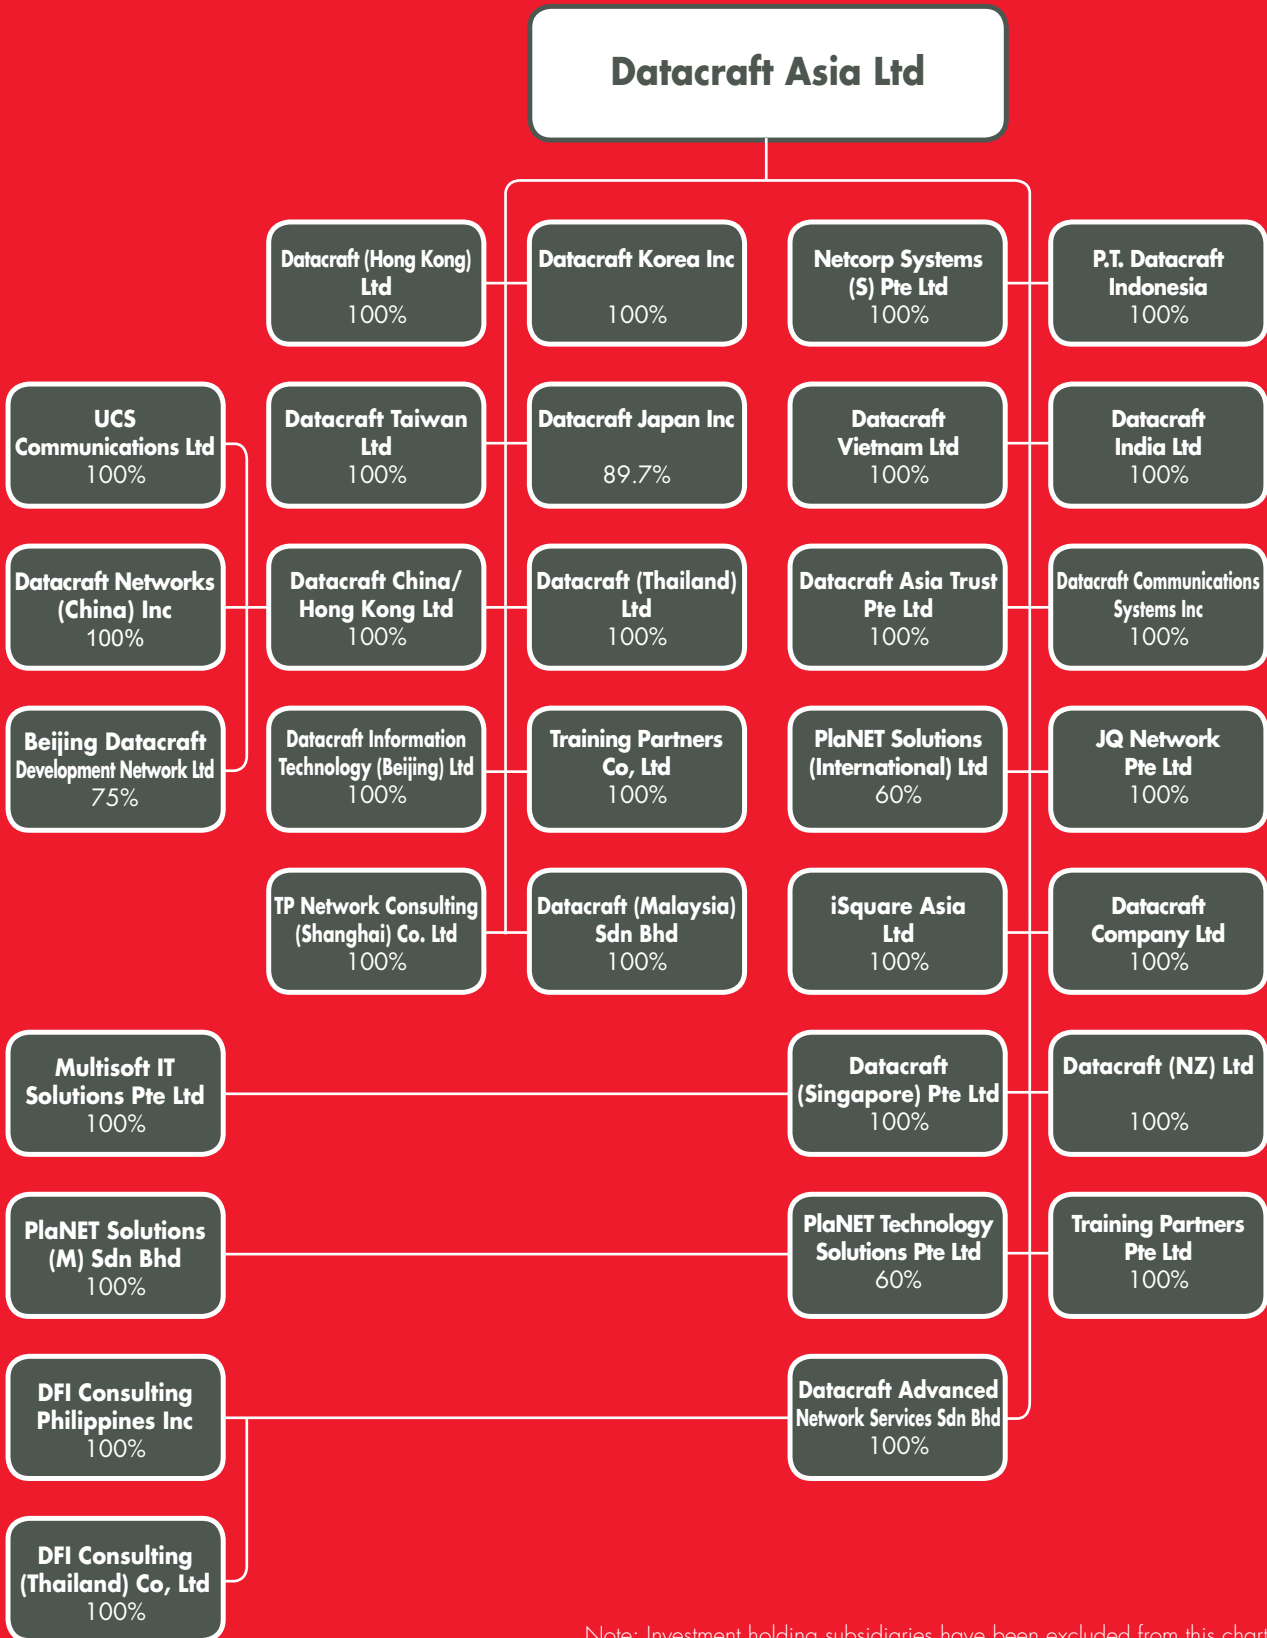 Datacraft Asia Ltd
Datacraft (Hong Kong)
Ltd
100%
Datacraft Korea Inc
100%
Netcorp Systems
(S) Pte Ltd
100%
P.T. Datacraft
Indonesia
100%
UCS
Communications Ltd
100%
Datacraft Taiwan
Ltd
100%
Datacraft Japan Inc
89.7%
Datacraft
Vietnam Ltd
100%
Datacraft
India Ltd
100%
Datacraft Networks
(China) Inc
100%
Datacraft China/
Hong Kong Ltd
100%
Datacraft (Thailand)
Ltd
100%
Datacraft Asia Trust
Pte Ltd
100%
Datacraft Communications
Systems Inc
100%
Beijing Datacraft
Development Network Ltd
75%
Datacraft Information
Technology (Beijing) Ltd
100%
Training Partners
Co, Ltd
100%
PlaNET Solutions
(International) Ltd
60%
JQ Network
Pte Ltd
100%
TP Network Consulting
(Shanghai) Co. Ltd
100%
Datacraft (Malaysia)
Sdn Bhd
100%
iSquare Asia
Ltd
100%
Datacraft
Company Ltd
100%
Multisoft IT
Solutions Pte Ltd
100%
Datacraft
(Singapore) Pte Ltd
100%
Datacraft (NZ) Ltd
100%
PlaNET Solutions
(M) Sdn Bhd
100%
PlaNET Technology
Solutions Pte Ltd
60%
Training Partners
Pte Ltd
100%
DFI Consulting
Philippines Inc
100%
Datacraft Advanced
Network Services Sdn Bhd
100%
DFI Consulting
(Thailand) Co, Ltd
100%
Note: Investment holding subsidiaries have been excluded from this chart